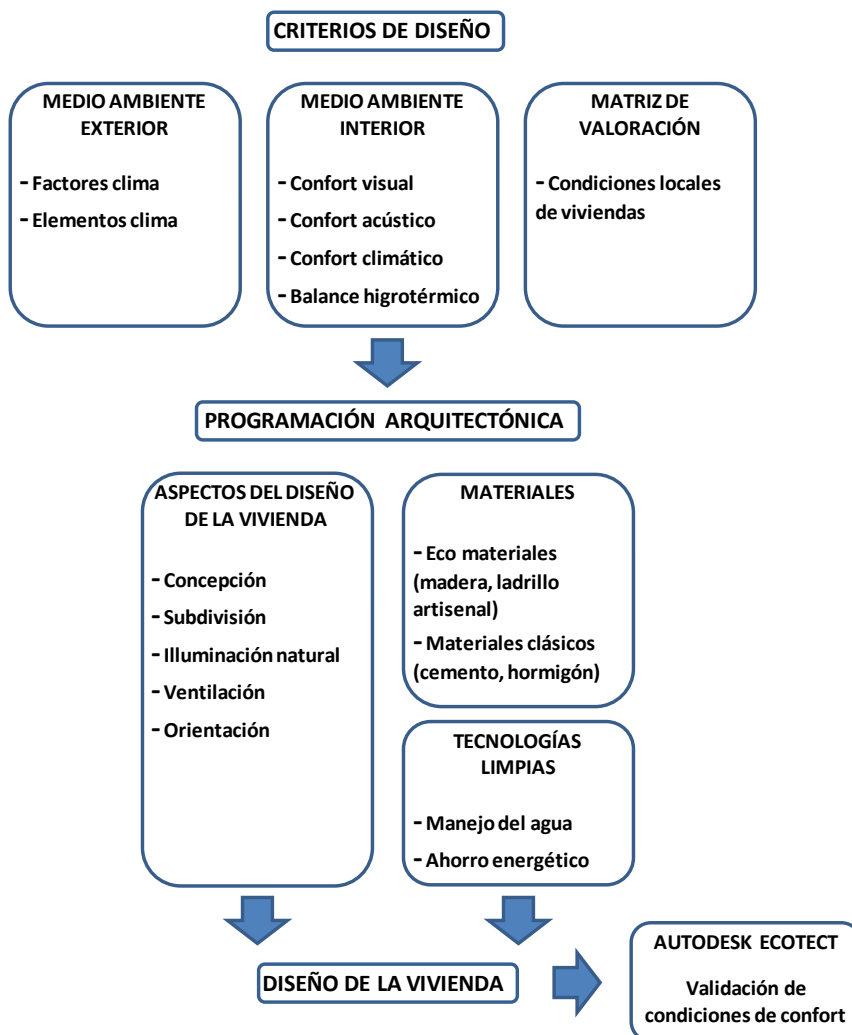 CRITERIOS DE DISEÑO
MEDIO AMBIENTE
EXTERIOR
- Factores clima
- Elementos clima
MEDIO AMBIENTE
INTERIOR
- Confort visual
- Confort acústico
- Confort climático
- Balance higrotérmico
MATRIZ DE
VALORACIÓN
- Condiciones locales
de viviendas
PROGRAMACIÓN ARQUITECTÓNICA
ASPECTOS DEL DISEÑO
DE LA VIVIENDA
- Concepción
- Subdivisión
- Illuminación natural
- Ventilación
- Orientación
MATERIALES
- Eco materiales
(madera, ladrillo
artisenal)
- Materiales clásicos
(cemento, hormigón)
TECNOLOGÍAS
LIMPIAS
- Manejo del agua
- Ahorro energético
DISEÑO DE LA VIVIENDA
AUTODESK ECOTECT
Validación de
condiciones de confort